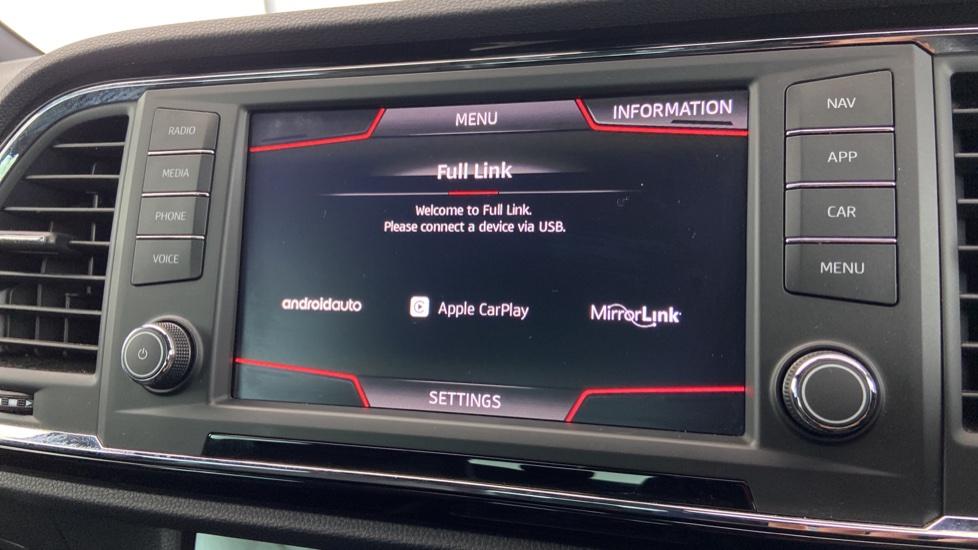 RADIO
MEDIA
PHONE
VOICE
MENU
INFORMATION
Full Link
Welcome to Full Link.
Please connect a device via USB.
androidauto
Apple CarPlay
MirrorLink
SETTINGS
NAV
APP
CAR
MENU